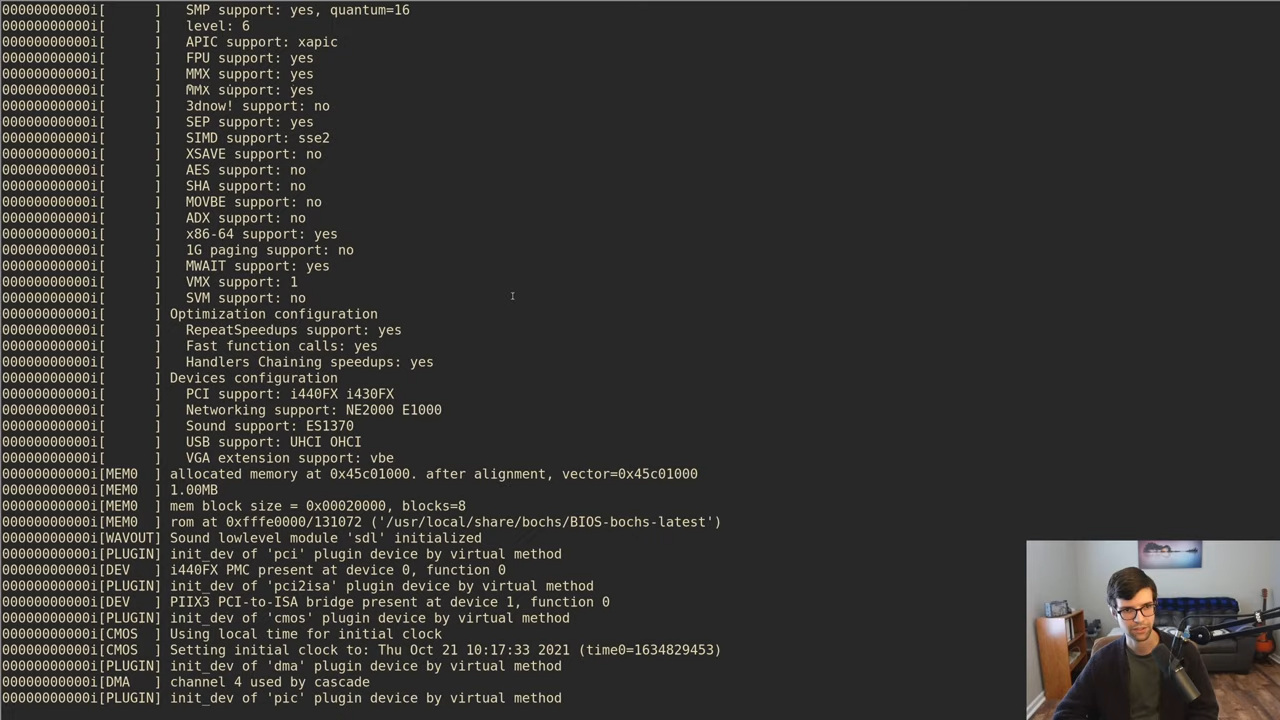 00000000000i[      ]   SMP support: yes, quantum=16
00000000000i[      ]   level: 6
00000000000i[      ]   APIC support: xapic
00000000000i[      ]   FPU support: yes
00000000000i[      ]   MMX support: yes
00000000000i[      ]   MMX support: yes
00000000000i[      ]   3dnow! support: no
00000000000i[      ]   SEP support: yes
00000000000i[      ]   SIMD support: sse2
00000000000i[      ]   XSAVE support: no
00000000000i[      ]   AES support: no
00000000000i[      ]   SHA support: no
00000000000i[      ]   MOVBE support: no
00000000000i[      ]   ADX support: no
00000000000i[      ]   x86-64 support: yes
00000000000i[      ]   1G paging support: no
00000000000i[      ]   MWAIT support: yes
00000000000i[      ]   VMX support: 1
00000000000i[      ]   SVM support: no
00000000000i[      ] Optimization configuration
00000000000i[      ]   RepeatSpeedups support: yes
00000000000i[      ]   Fast function calls: yes
00000000000i[      ]   Handlers Chaining speedups: yes
00000000000i[      ] Devices configuration
00000000000i[      ]   PCI support: i440FX i430FX
00000000000i[      ]   Networking support: NE2000 E1000
00000000000i[      ]   Sound support: ES1370
00000000000i[      ]   USB support: UHCI OHCI
00000000000i[      ]   VGA extension support: vbe
00000000000i[MEM0  ] allocated memory at 0x45c01000. after alignment, vector=0x45c01000
00000000000i[MEM0  ] 1.00MB
00000000000i[MEM0  ] mem block size = 0x00020000, blocks=8
00000000000i[MEM0  ] rom at 0xfffe0000/131072 ('/usr/local/share/bochs/BIOS-bochs-latest')
00000000000i[WAVOUT] Sound lowlevel module 'sdl' initialized
00000000000i[PLUGIN] init_dev of 'pci' plugin device by virtual method
00000000000i[DEV   ] i440FX PMC present at device 0, function 0
00000000000i[PLUGIN] init_dev of 'pci2isa' plugin device by virtual method
00000000000i[DEV   ] PIIX3 PCI-to-ISA bridge present at device 1, function 0
00000000000i[PLUGIN] init_dev of 'cmos' plugin device by virtual method
00000000000i[CMOS  ] Using local time for initial clock
00000000000i[CMOS  ] Setting initial clock to: Thu Oct 21 10:17:33 2021 (time0=1634829453)
00000000000i[PLUGIN] init_dev of 'dma' plugin device by virtual method
00000000000i[DMA   ] channel 4 used by cascade
00000000000i[PLUGIN] init_dev of 'pic' plugin device by virtual method